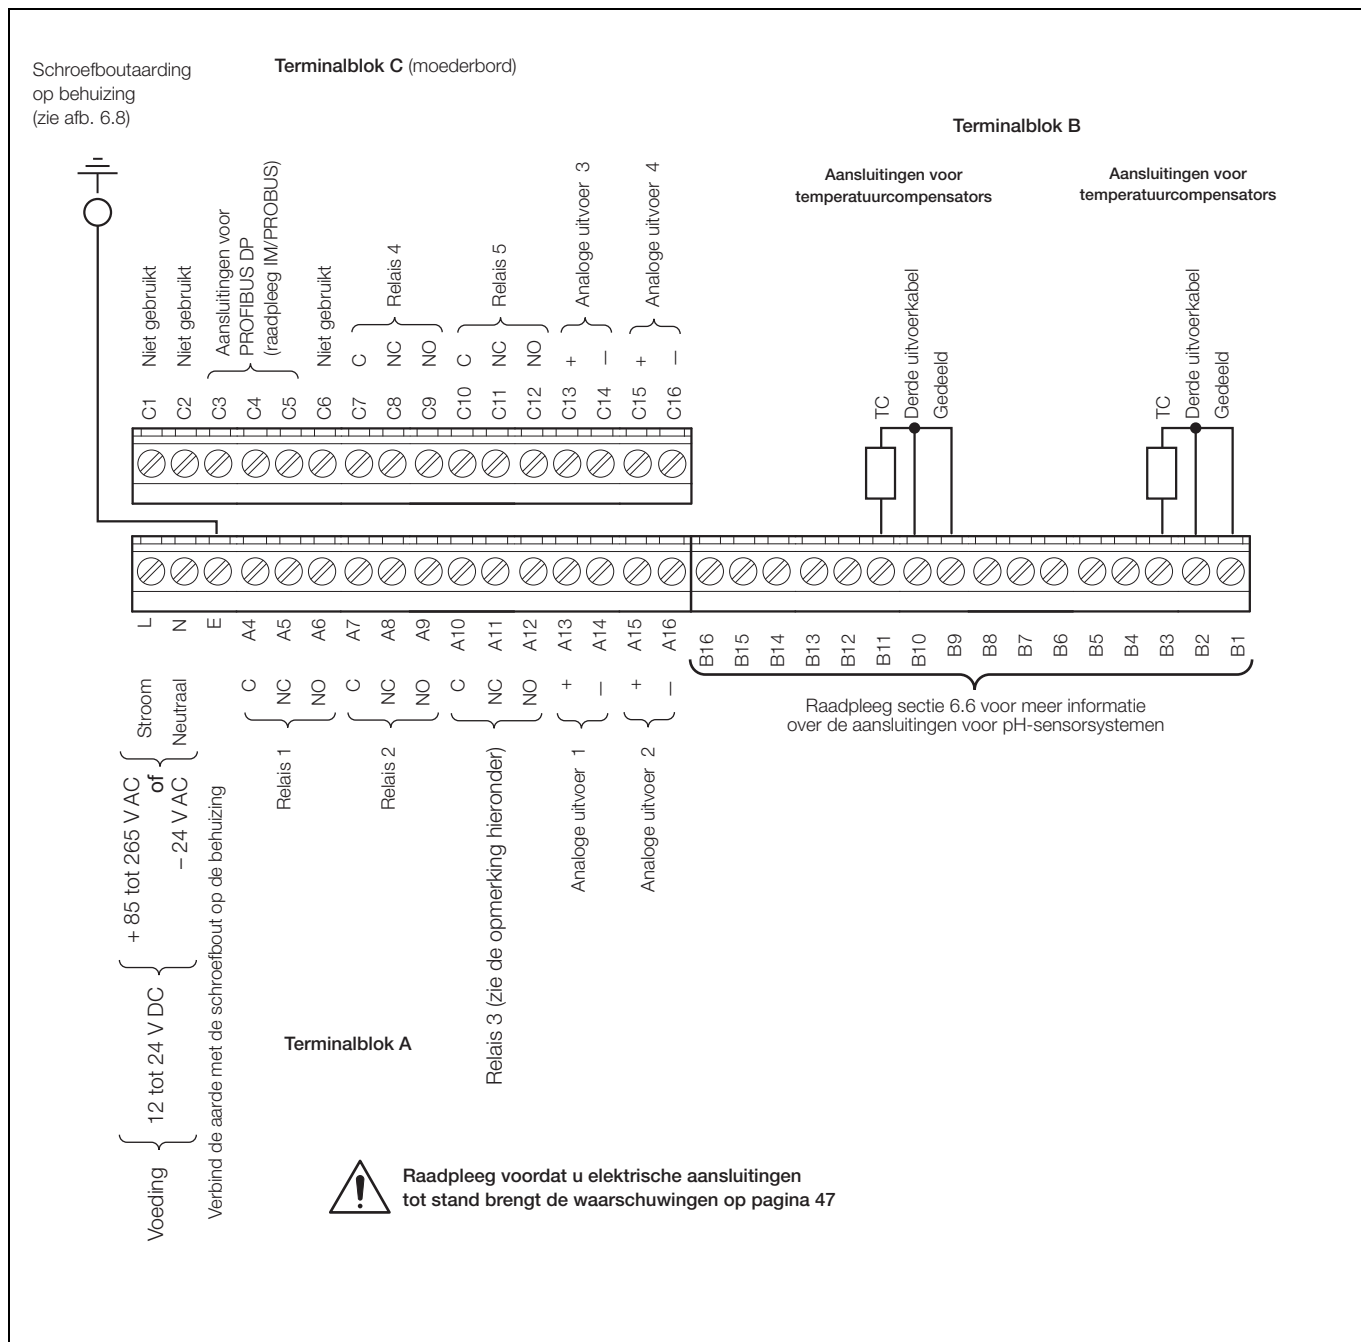 Schroefboutaarding
op behuizing
(zie afb. 6.8)
Terminalblok C (moederbord)
Terminalblok B
Aansluitingen voor
temperatuurcompensators
Aansluitingen voor
temperatuurcompensators
Niet gebruikt
Niet gebruikt
Aansluitingen voor
PROFIBUS DP
(raadpleeg IM/PROBUS)
Niet gebruikt
Relais 4
Relais 5
Analoge uitvoer 3
Analoge uitvoer 4
C NC NO C NC NO + – + –
C1 C2 C3 C4 C5 C6 C7 C8 C9 C10 C11 C12 C13 C14 C15 C16
TC
Derde uitvoerkabel
Gedeeld
TC
Derde uitvoerkabel
Gedeeld
L N E A4 A5 A6 A7 A8 A9 A10 A11 A12 A13 A14 A15 A16
B16 B15 B14 B13 B12 B11 B10 B9 B8 B7 B6 B5 B4 B3 B2 B1
Stroom
Neutraal
C NC NO C NC NO C NC NO + – + –
Raadpleeg sectie 6.6 voor meer informatie
over de aansluitingen voor pH-sensorsystemen
+ 85 tot 265 V AC
of
– 24 V AC
Verbind de aarde met de schroefbout op de behuizing
Relais 1
Relais 2
Relais 3 (zie de opmerking hieronder)
Analoge uitvoer 1
Analoge uitvoer 2
12 tot 24 V DC
Voeding
Terminalblok A
Raadpleeg voordat u elektrische aansluitingen
tot stand brengt de waarschuwingen op pagina 47